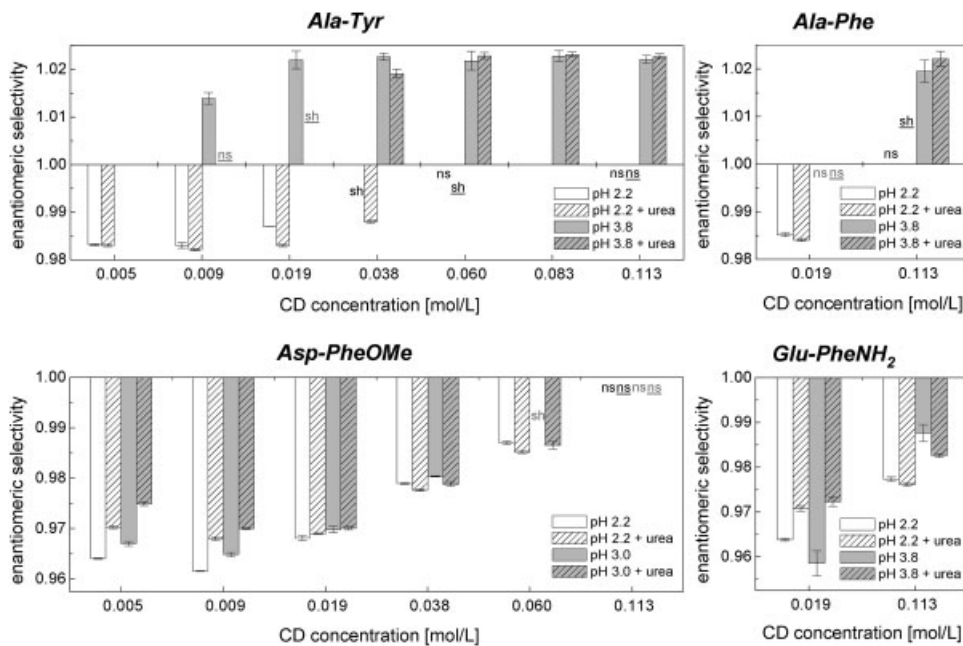 Ala-Tyr
enantiomeric selectivity
1.02
1.01
1.00
0.99
0.98
ns
sh
sh
ns
sh
ns ns
pH 2.2
pH 2.2 + urea
pH 3.8
pH 3.8 + urea
0.005 0.009 0.019 0.038 0.060 0.083 0.113
CD concentration [mol/L]
Ala-Phe
enantiomeric selectivity
1.02
1.01
1.00
0.99
0.98
sh
ns
ns ns
pH 2.2
pH 2.2 + urea
pH 3.8
pH 3.8 + urea
0.019 0.113
CD concentration [mol/L]
Asp-PheOMe
enantiomeric selectivity
1.00
0.99
0.98
0.97
0.96
sh
ns ns ns ns
pH 2.2
pH 2.2 + urea
pH 3.0
pH 3.0 + urea
0.005 0.009 0.019 0.038 0.060 0.113
CD concentration [mol/L]
Glu-PheNH₂
enantiomeric selectivity
1.00
0.99
0.98
0.97
0.96
pH 2.2
pH 2.2 + urea
pH 3.8
pH 3.8 + urea
0.019 0.113
CD concentration [mol/L]